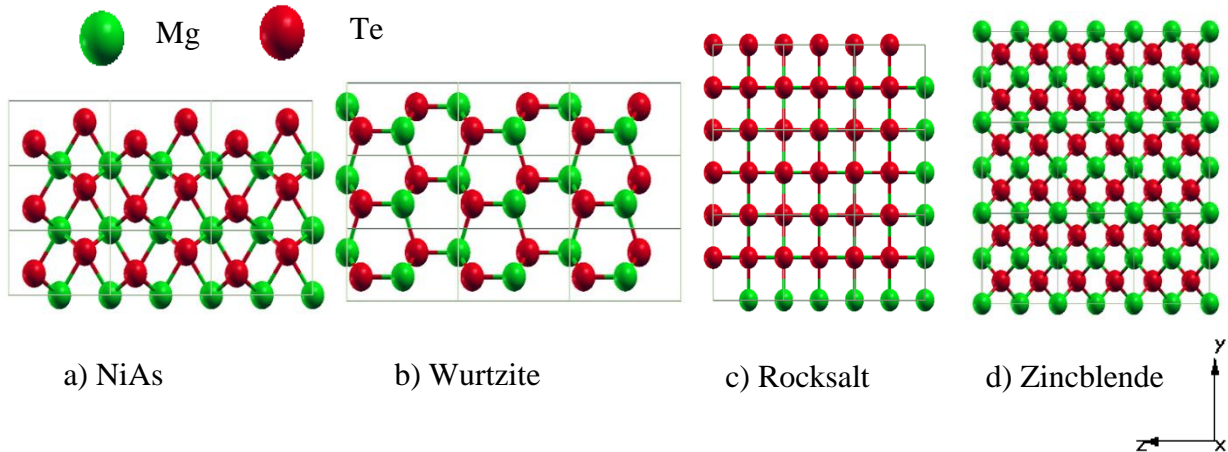 Mg
Te
a) NiAs
b) Wurtzite
c) Rocksalt
d) Zincblende
Y
Z
X